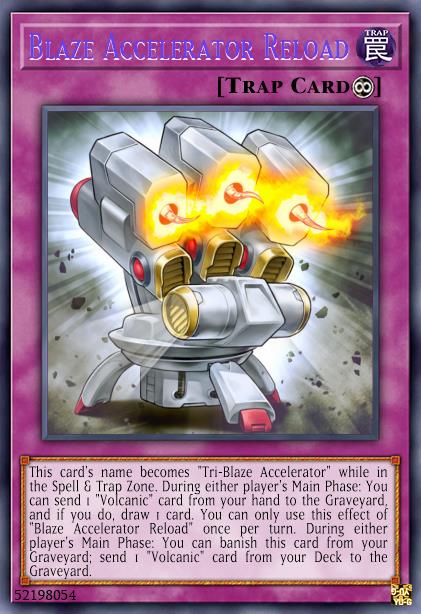 Blaze Accelerator Reload
TRAP
罠
[Trap Card]
This card's name becomes "Tri-Blaze Accelerator" while in
the Spell & Trap Zone. During either player's Main Phase: You
can send 1 "Volcanic" card from your hand to the Graveyard,
and if you do, draw 1 card. You can only use this effect of
"Blaze Accelerator Reload" once per turn. During either
player's Main Phase: You can banish this card from your
Graveyard; send 1 "Volcanic" card from your Deck to the
Graveyard.
52198054